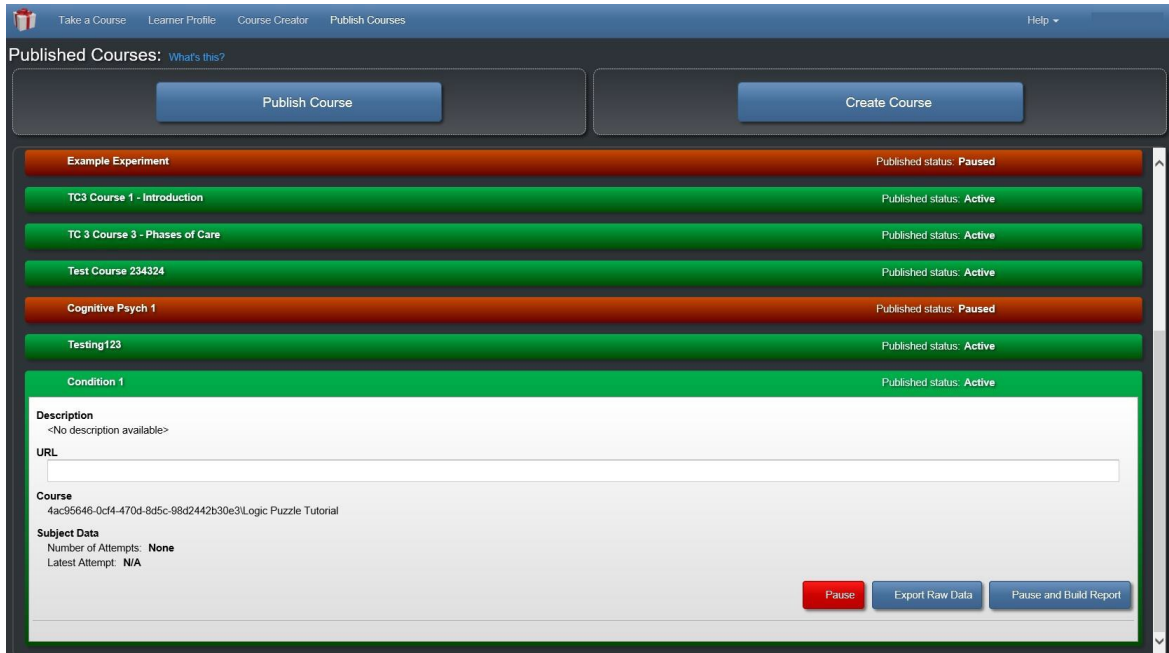 Take a Course Learner Profile Course Creator Publish Courses Help
Published Courses: What's this?
Publish Course Create Course
Example Experiment Published status: Paused
TC3 Course 1 - Introduction Published status: Active
TC 3 Course 3 - Phases of Care Published status: Active
Test Course 234324 Published status: Active
Cognitive Psych 1 Published status: Paused
Testing123 Published status: Active
Condition 1 Published status: Active
Description
<No description available>
URL
Course
4ac95646-0cf4-470d-8d5c-98d2442b30e3\Logic Puzzle Tutorial
Subject Data
Number of Attempts: None
Latest Attempt: N/A
Pause Export Raw Data Pause and Build Report